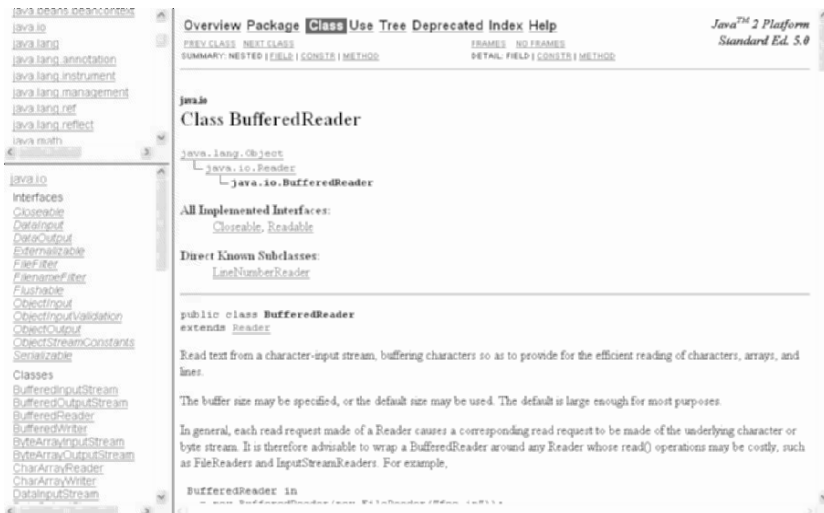 java.beans.beancontext
java.io
java.lang
java.lang.annotation
java.lang.instrument
java.lang.management
java.lang.ref
java.lang.reflect
java.math
java.io
Interfaces
Closeable
DataInput
DataOutput
Externalizable
FileFilter
FilenameFilter
Flushable
ObjectInput
ObjectInputValidation
ObjectOutput
ObjectStreamConstants
Serializable
Classes
BufferedInputStream
BufferedOutputStream
BufferedReader
BufferedWriter
ByteArrayInputStream
ByteArrayOutputStream
CharArrayReader
CharArrayWriter
DataInputStream
Overview Package Class Use Tree Deprecated Index Help
Java™ 2 Platform
Standard Ed. 5.0
PREV CLASS NEXT CLASS
FRAMES NO FRAMES
SUMMARY: NESTED | FIELD | CONSTR | METHOD
DETAIL: FIELD | CONSTR | METHOD
java.io
Class BufferedReader
java.lang.Object
java.io.Reader
java.io.BufferedReader
All Implemented Interfaces:
Closeable, Readable
Direct Known Subclasses:
LineNumberReader
public class BufferedReader
extends Reader
Read text from a character-input stream, buffering characters so as to provide for the efficient reading of characters, arrays, and
lines.
The buffer size may be specified, or the default size may be used. The default is large enough for most purposes.
In general, each read request made of a Reader causes a corresponding read request to be made of the underlying character or
byte stream. It is therefore advisable to wrap a BufferedReader around any Reader whose read() operations may be costly, such
as FileReaders and InputStreamReaders. For example,
BufferedReader in